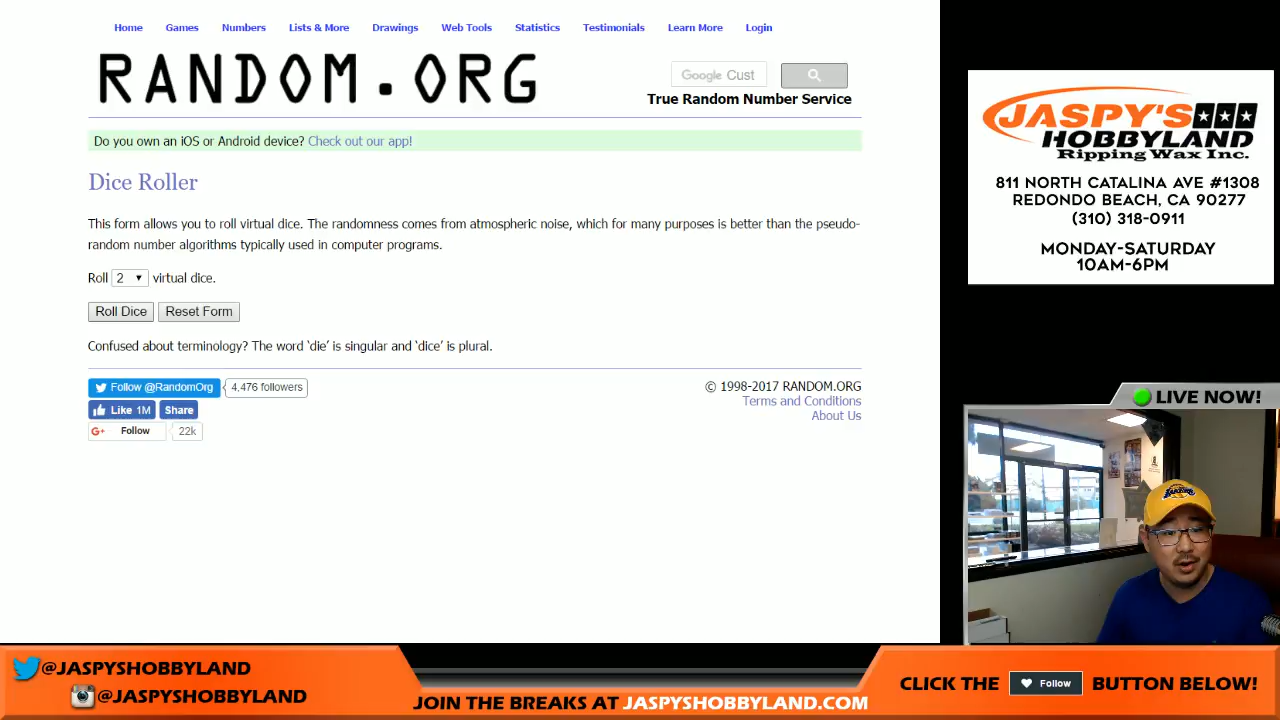 Home Games Numbers Lists & More Drawings Web Tools Statistics Testimonials Learn More Login
RANDOM.ORG
Google Cust
True Random Number Service
Do you own an iOS or Android device? Check out our app!
Dice Roller
This form allows you to roll virtual dice. The randomness comes from atmospheric noise, which for many purposes is better than the pseudo-
random number algorithms typically used in computer programs.
Roll 2 virtual dice.
Roll Dice Reset Form
Confused about terminology? The word ‘die’ is singular and ‘dice’ is plural.
Follow @RandomOrg 4,476 followers
Like 1M Share
G+ Follow 22k
© 1998-2017 RANDOM.ORG
Terms and Conditions
About Us
JASPY'S
HOBBYLAND
Ripping Wax Inc.
811 NORTH CATALINA AVE #1308
REDONDO BEACH, CA 90277
(310) 318-0911
MONDAY-SATURDAY
10AM-6PM
LIVE NOW!
@JASPYSHOBBYLAND
@JASPYSHOBBYLAND
JOIN THE BREAKS AT JASPYSHOBBYLAND.COM
CLICK THE Follow BUTTON BELOW!